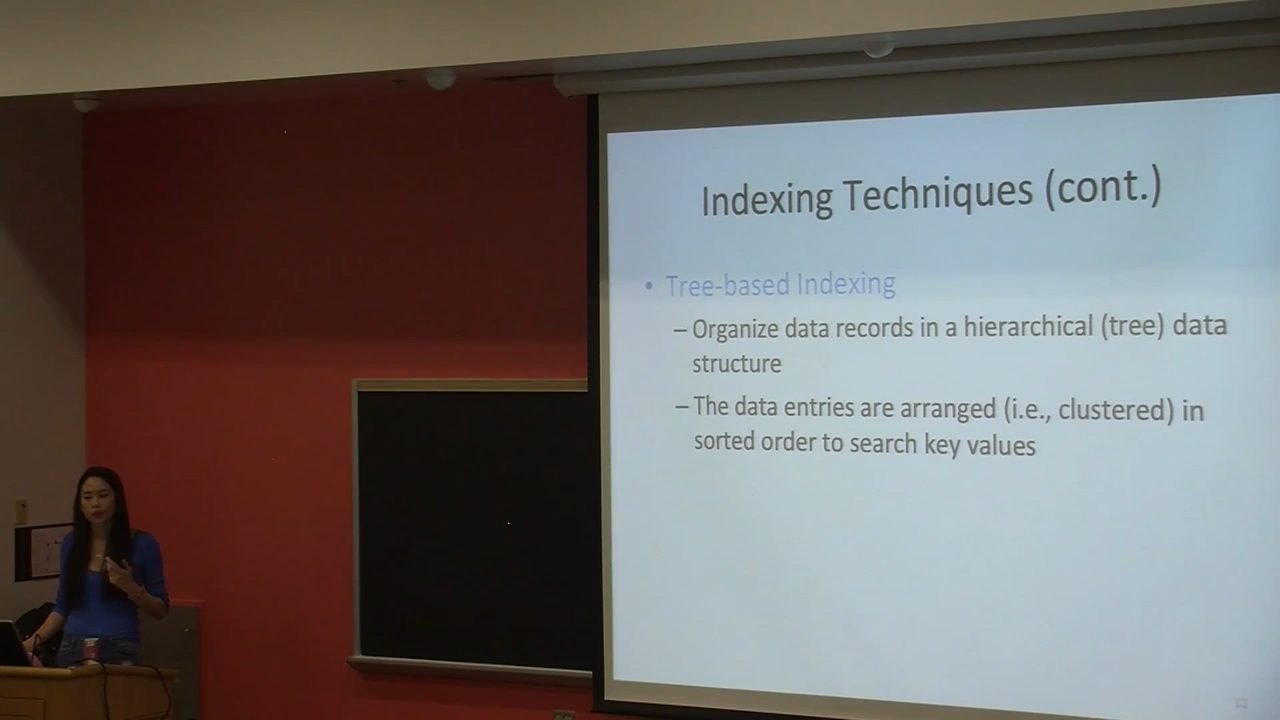 Indexing Techniques (cont.)
• Tree-based Indexing
– Organize data records in a hierarchical (tree) data
structure
– The data entries are arranged (i.e., clustered) in
sorted order to search key values
11